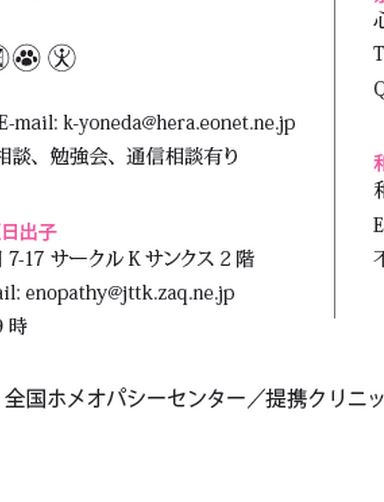 E-mail: k-yoneda@hera.eonet.ne.jp
相談、勉強会、通信相談有り
日出子
7-17 サークル K サンクス 2 階
ail: enopathy@jttk.zaq.ne.jp
9 時
心
T
Q
和
E
不
全国ホメオパシーセンター／提携クリニッ